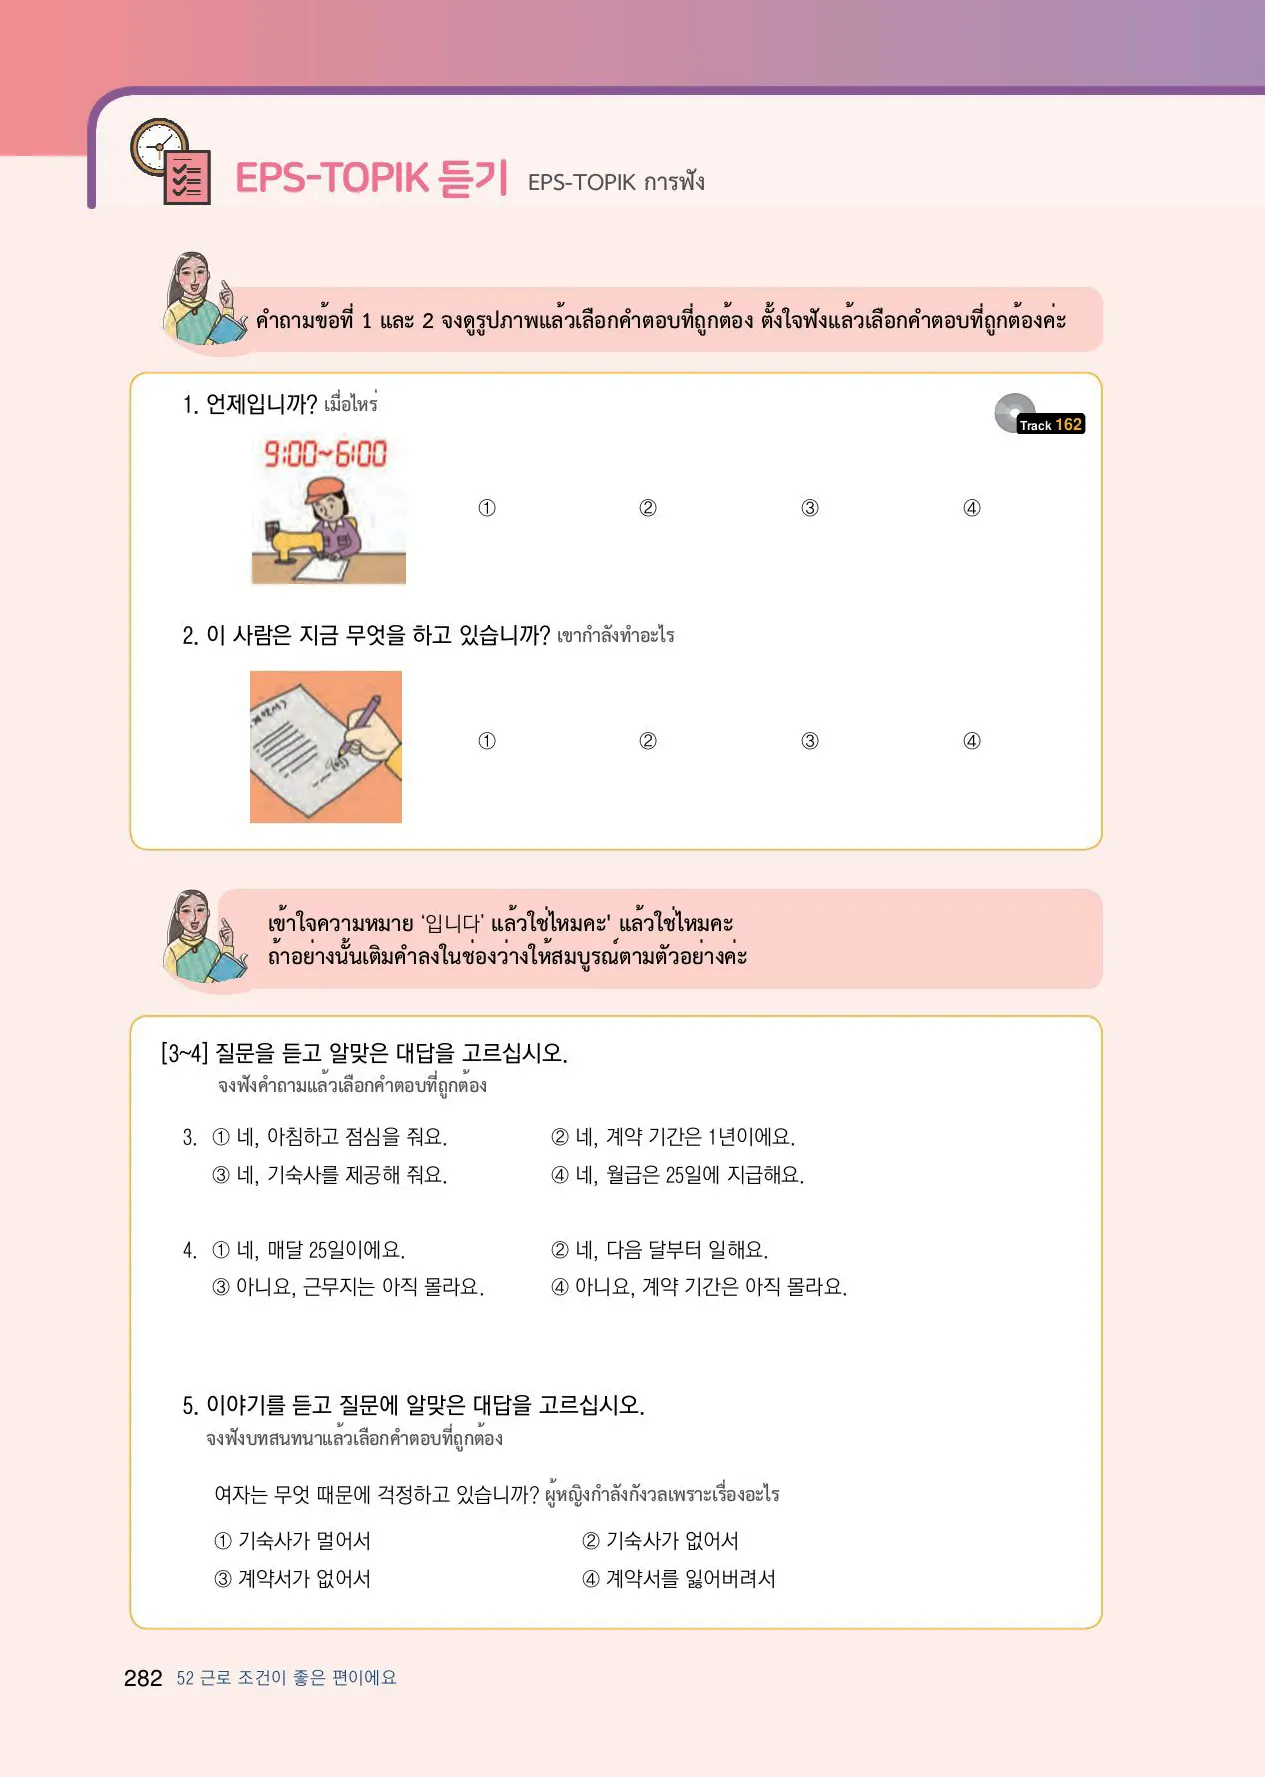 EPS-TOPIK 듣기 EPS-TOPIK การฟัง
คำถามข้อที่ 1 และ 2 จงดูรูปภาพแล้วเลือกคำตอบที่ถูกต้อง ตั้งใจฟังแล้วเลือกคำตอบที่ถูกต้องค่ะ
1. 언제입니까? เมื่อไหร่
Track 162
9:00~6:00
① ② ③ ④
2. 이 사람은 지금 무엇을 하고 있습니까? เขากำลังทำอะไร
① ② ③ ④
เข้าใจความหมาย ‘입니다’ แล้วใช่ไหมคะ' แล้วใช่ไหมคะ
ถ้าอย่างนั้นเติมคำลงในช่องว่างให้สมบูรณ์ตามตัวอย่างค่ะ
[3~4] 질문을 듣고 알맞은 대답을 고르십시오.
จงฟังคำถามแล้วเลือกคำตอบที่ถูกต้อง
3. ① 네, 아침하고 점심을 줘요. ② 네, 계약 기간은 1년이에요.
③ 네, 기숙사를 제공해 줘요. ④ 네, 월급은 25일에 지급해요.
4. ① 네, 매달 25일이에요. ② 네, 다음 달부터 일해요.
③ 아니요, 근무지는 아직 몰라요. ④ 아니요, 계약 기간은 아직 몰라요.
5. 이야기를 듣고 질문에 알맞은 대답을 고르십시오.
จงฟังบทสนทนาแล้วเลือกคำตอบที่ถูกต้อง
여자는 무엇 때문에 걱정하고 있습니까? ผู้หญิงกำลังกังวลเพราะเรื่องอะไร
① 기숙사가 멀어서 ② 기숙사가 없어서
③ 계약서가 없어서 ④ 계약서를 잃어버려서
282 52 근로 조건이 좋은 편이에요